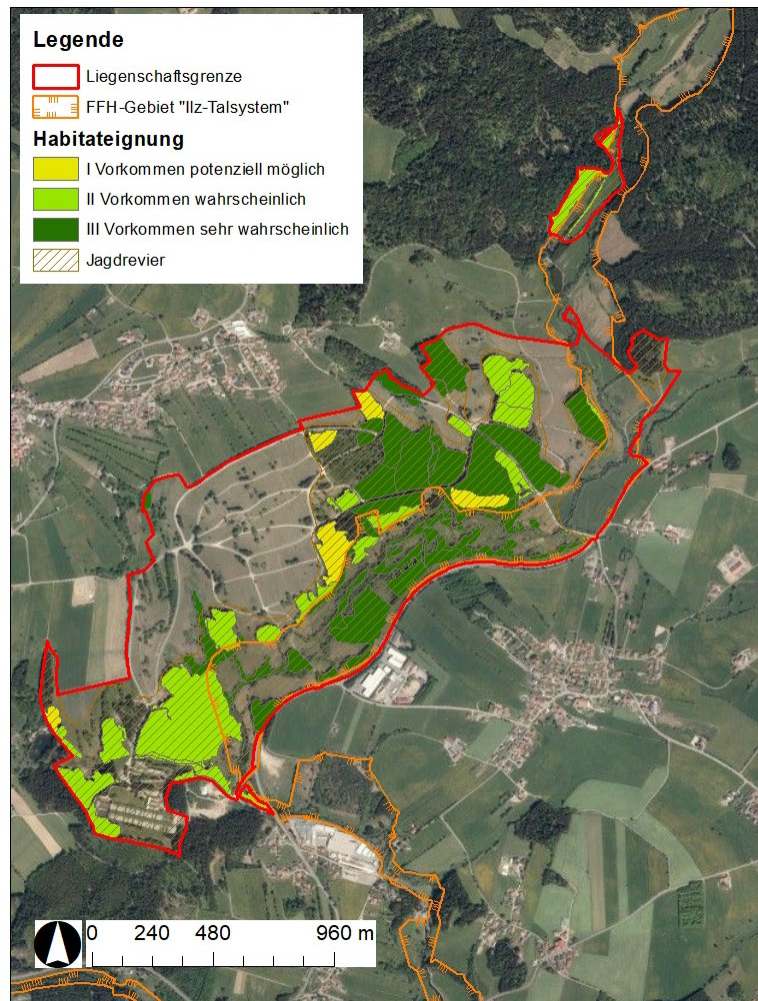 Legende
Liegenschaftsgrenze
FFH-Gebiet "Ilz-Talsystem"
Habitateignung
I Vorkommen potenziell möglich
II Vorkommen wahrscheinlich
III Vorkommen sehr wahrscheinlich
Jagdrevier
0 240 480 960 m